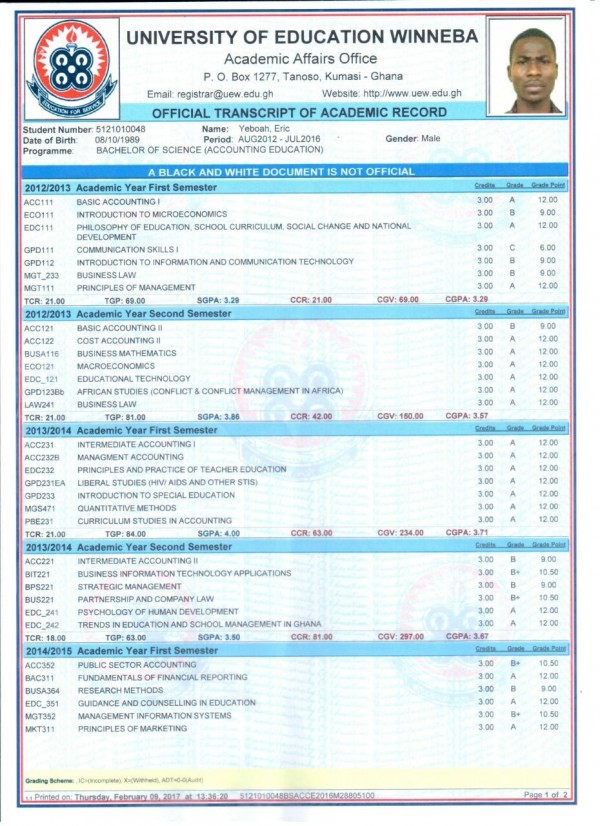 EDUCATION FOR SERVICE
UNIVERSITY OF EDUCATION WINNEBA
Academic Affairs Office
P. O. Box 1277, Tanoso, Kumasi - Ghana
Email: registrar@uew.edu.gh Website: http://www.uew.edu.gh
OFFICIAL TRANSCRIPT OF ACADEMIC RECORD
Student Number: 5121010048 Name: Yeboah, Eric
Date of Birth: 08/10/1989 Period: AUG2012 - JUL2016 Gender: Male
Programme: BACHELOR OF SCIENCE (ACCOUNTING EDUCATION)
A BLACK AND WHITE DOCUMENT IS NOT OFFICIAL
2012/2013 Academic Year First Semester Credits Grade Grade Point
ACC111 BASIC ACCOUNTING I 3.00 A 12.00
ECO111 INTRODUCTION TO MICROECONOMICS 3.00 B 9.00
EDC111 PHILOSOPHY OF EDUCATION, SCHOOL CURRICULUM, SOCIAL CHANGE AND NATIONAL 3.00 A 12.00
DEVELOPMENT
GPD111 COMMUNICATION SKILLS I 3.00 C 6.00
GPD112 INTRODUCTION TO INFORMATION AND COMMUNICATION TECHNOLOGY 3.00 B 9.00
MGT_233 BUSINESS LAW 3.00 B 9.00
MGT111 PRINCIPLES OF MANAGEMENT 3.00 A 12.00
TCR: 21.00 TGP: 69.00 SGPA: 3.29 CCR: 21.00 CGV: 69.00 CGPA: 3.29
2012/2013 Academic Year Second Semester Credits Grade Grade Point
ACC121 BASIC ACCOUNTING II 3.00 B 9.00
ACC122 COST ACCOUNTING II 3.00 A 12.00
BUSA116 BUSINESS MATHEMATICS 3.00 A 12.00
ECO121 MACROECONOMICS 3.00 A 12.00
EDC_121 EDUCATIONAL TECHNOLOGY 3.00 A 12.00
GPD123Bb AFRICAN STUDIES (CONFLICT & CONFLICT MANAGEMENT IN AFRICA) 3.00 A 12.00
LAW241 BUSINESS LAW 3.00 A 12.00
TCR: 21.00 TGP: 81.00 SGPA: 3.86 CCR: 42.00 CGV: 150.00 CGPA: 3.57
2013/2014 Academic Year First Semester Credits Grade Grade Point
ACC231 INTERMEDIATE ACCOUNTING I 3.00 A 12.00
ACC232B MANAGMENT ACCOUNTING 3.00 A 12.00
EDC232 PRINCIPLES AND PRACTICE OF TEACHER EDUCATION 3.00 A 12.00
GPD231EA LIBERAL STUDIES (HIV/ AIDS AND OTHER STIS) 3.00 A 12.00
GPD233 INTRODUCTION TO SPECIAL EDUCATION 3.00 A 12.00
MGS471 QUANTITATIVE METHODS 3.00 A 12.00
PBE231 CURRICULUM STUDIES IN ACCOUNTING 3.00 A 12.00
TCR: 21.00 TGP: 84.00 SGPA: 4.00 CCR: 63.00 CGV: 234.00 CGPA: 3.71
2013/2014 Academic Year Second Semester Credits Grade Grade Point
ACC221 INTERMEDIATE ACCOUNTING II 3.00 B 9.00
BIT221 BUSINESS INFORMATION TECHNOLOGY APPLICATIONS 3.00 B+ 10.50
BPS221 STRATEGIC MANAGEMENT 3.00 B 9.00
BUS221 PARTNERSHIP AND COMPANY LAW 3.00 B+ 10.50
EDC_241 PSYCHOLOGY OF HUMAN DEVELOPMENT 3.00 A 12.00
EDC_242 TRENDS IN EDUCATION AND SCHOOL MANAGEMENT IN GHANA 3.00 A 12.00
TCR: 18.00 TGP: 63.00 SGPA: 3.50 CCR: 81.00 CGV: 297.00 CGPA: 3.67
2014/2015 Academic Year First Semester Credits Grade Grade Point
ACC352 PUBLIC SECTOR ACCOUNTING 3.00 B+ 10.50
BAC311 FUNDAMENTALS OF FINANCIAL REPORTING 3.00 A 12.00
BUSA364 RESEARCH METHODS 3.00 B 9.00
EDC_351 GUIDANCE AND COUNSELLING IN EDUCATION 3.00 A 12.00
MGT352 MANAGEMENT INFORMATION SYSTEMS 3.00 B+ 10.50
MKT311 PRINCIPLES OF MARKETING 3.00 A 12.00
Grading Scheme: , IC=(Incomplete), X=(Withheld), ADT=0-0(Audit)
Printed on: Thursday, February 09, 2017 at 13:36:20 5121010048BSACCE2016M28805100 Page 1 of 2